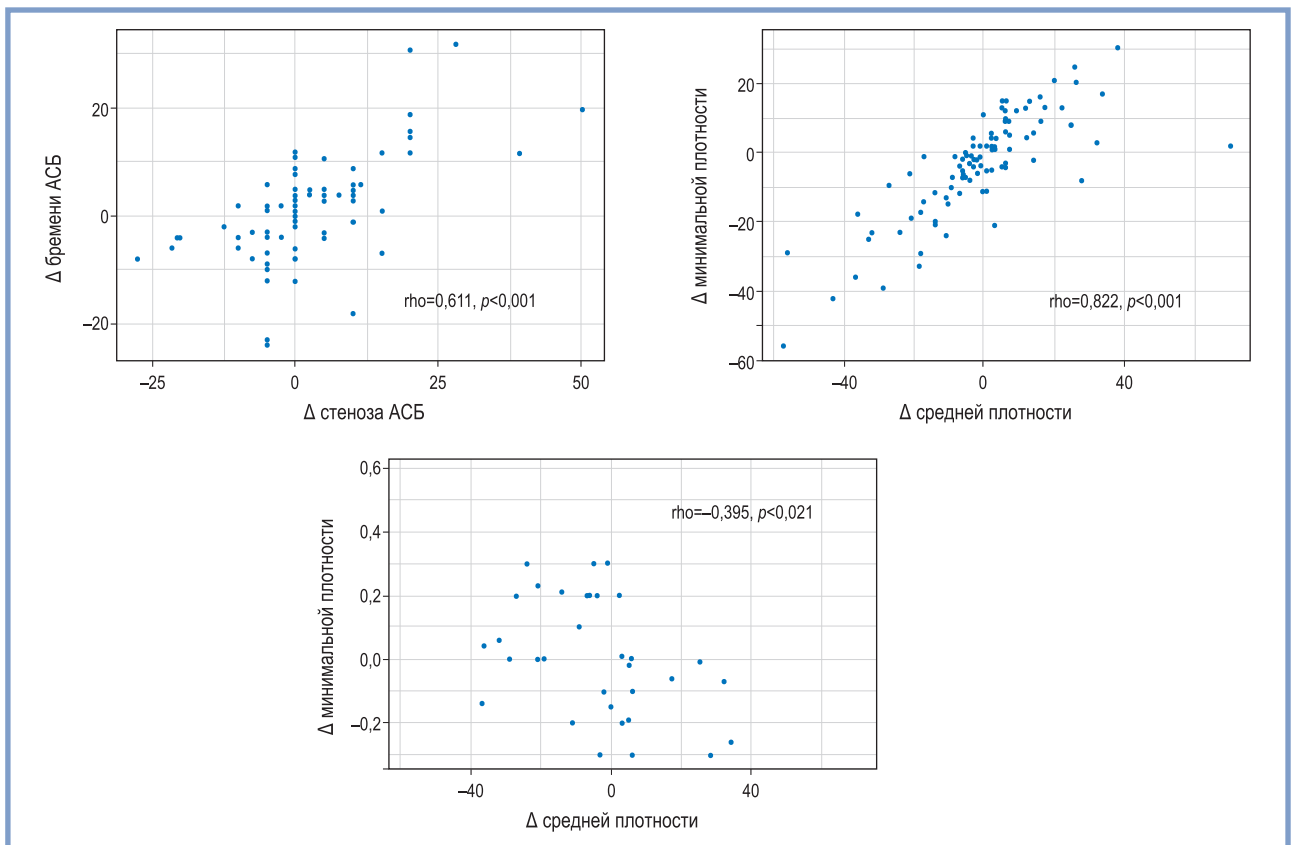 20
0
–20
Δ бремени АСБ
rho=0,611, p<0,001
–25
0
25
50
Δ стеноза АСБ
20
0
–20
–40
–60
Δ минимальной плотности
rho=0,822, p<0,001
–40
0
40
Δ средней плотности
0,6
0,4
0,2
0,0
–0,2
Δ минимальной плотности
rho=–0,395, p<0,021
–40
0
40
Δ средней плотности